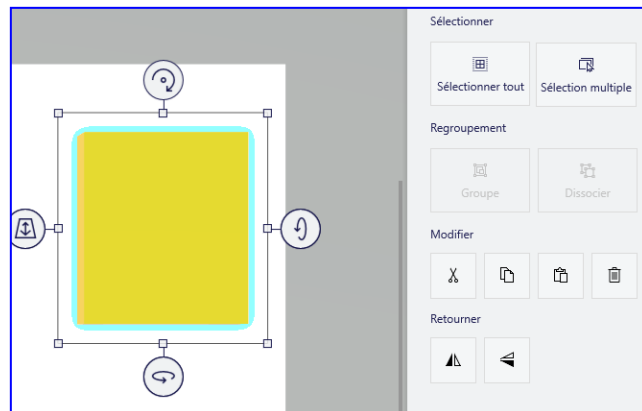 Sélectionner
Sélectionner tout
Sélection multiple
Regroupement
Groupe
Dissocier
Modifier
Retourner